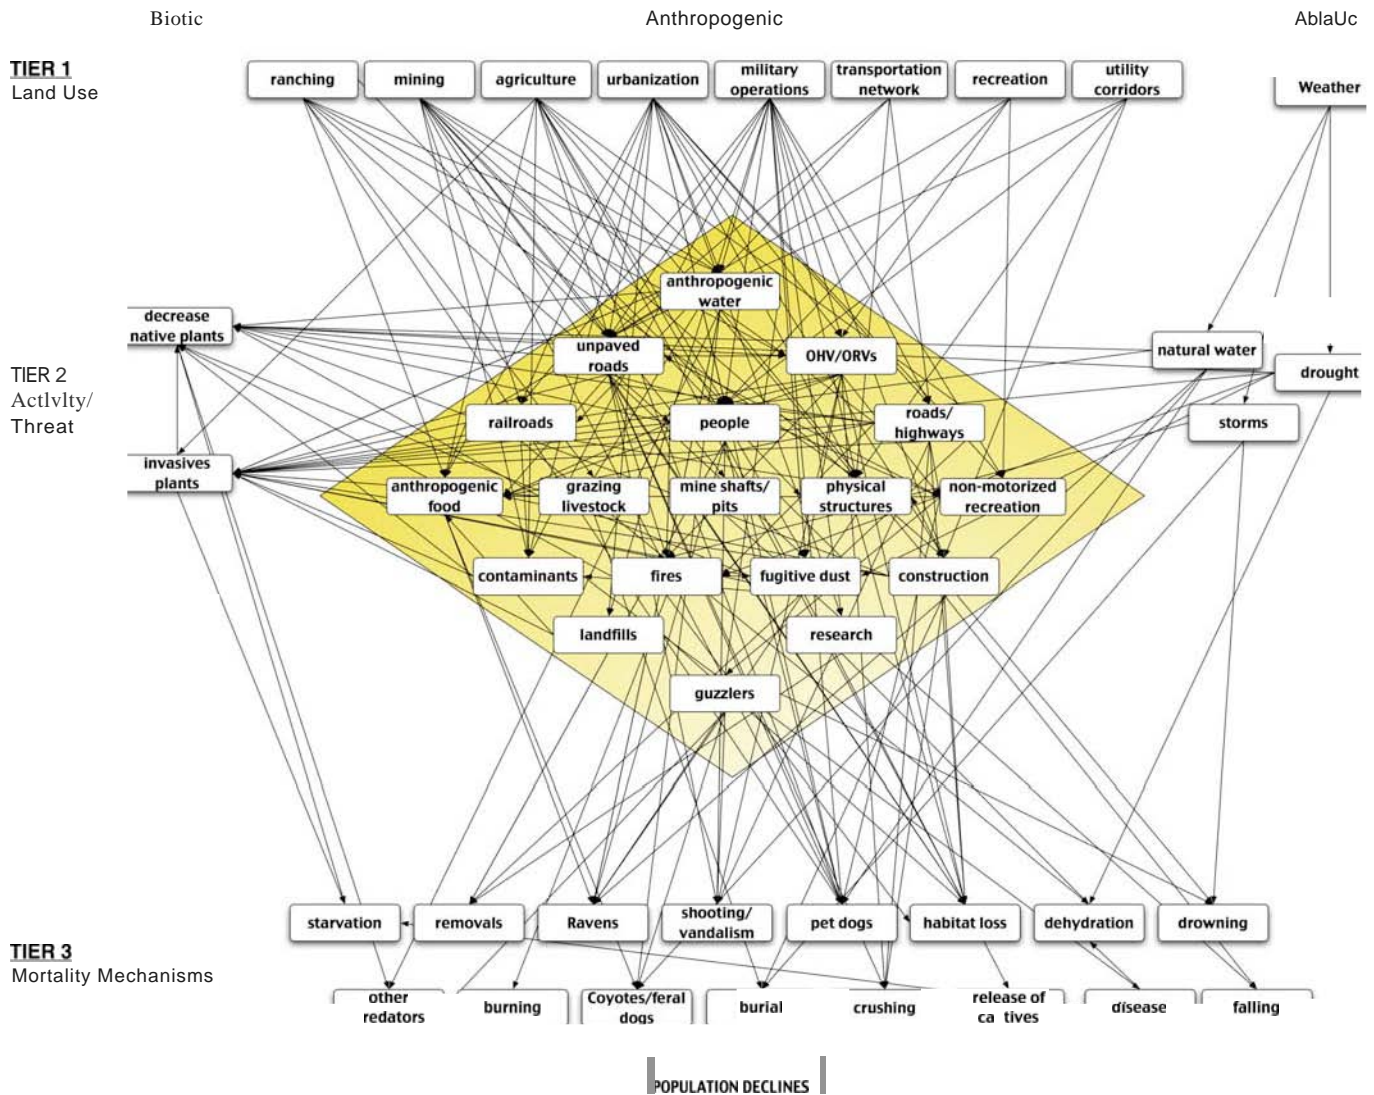 Biotic
Anthropogenic
AblaUc
TIER 1
Land Use
ranching
mining
agriculture
urbanization
military
operations
transportation
network
recreation
utility
corridors
Weather
anthropogenic
water
decrease
native plants
unpaved
roads
OHV/ORVs
natural water
drought
TIER 2
Actlvlty/
Threat
railroads
people
roads/
highways
storms
invasives
plants
anthropogenic
food
grazing
livestock
mine shafts/
pits
physical
structures
non-motorized
recreation
contaminants
fires
fugitive dust
construction
landfills
research
guzzlers
starvation
removals
Ravens
shooting/
vandalism
pet dogs
habitat loss
dehydration
drowning
TIER 3
Mortality Mechanisms
other
redators
burning
Coyotes/feral
dogs
burial
crushing
release of
ca tives
disease
falling
POPULATION DECLINES